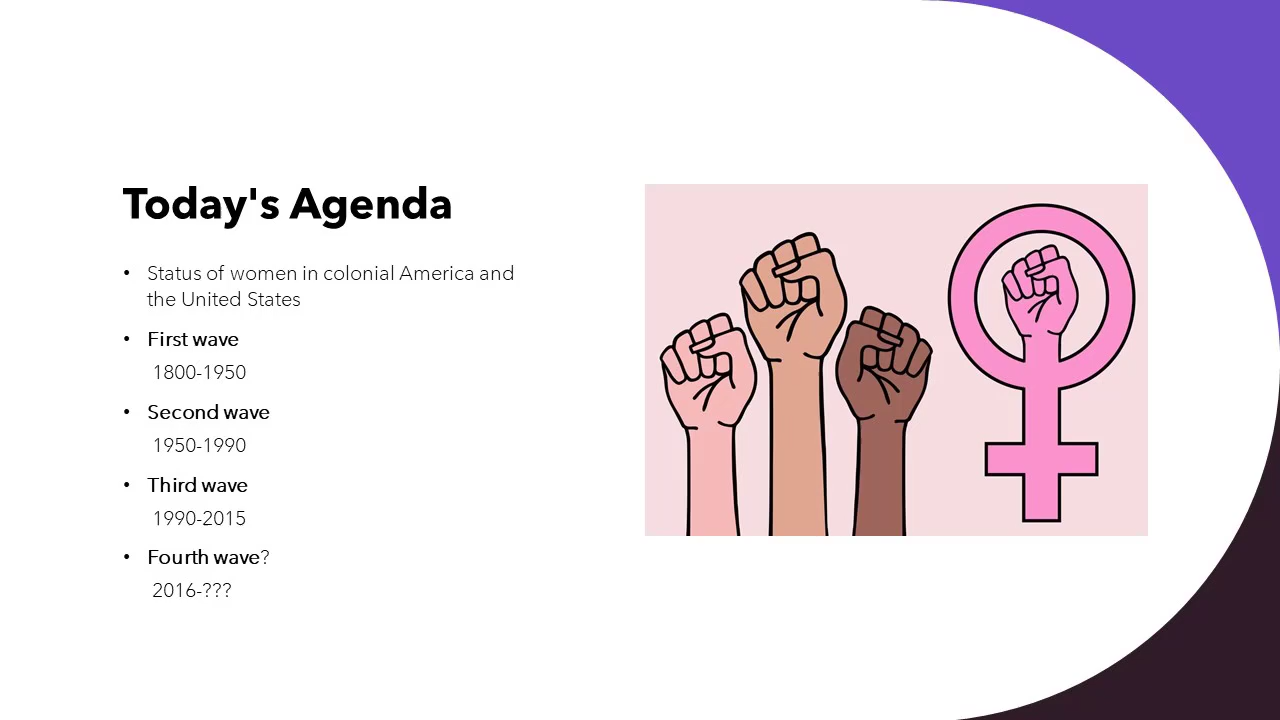 Today's Agenda
• Status of women in colonial America and
the United States
• First wave
1800-1950
• Second wave
1950-1990
• Third wave
1990-2015
• Fourth wave?
2016-???